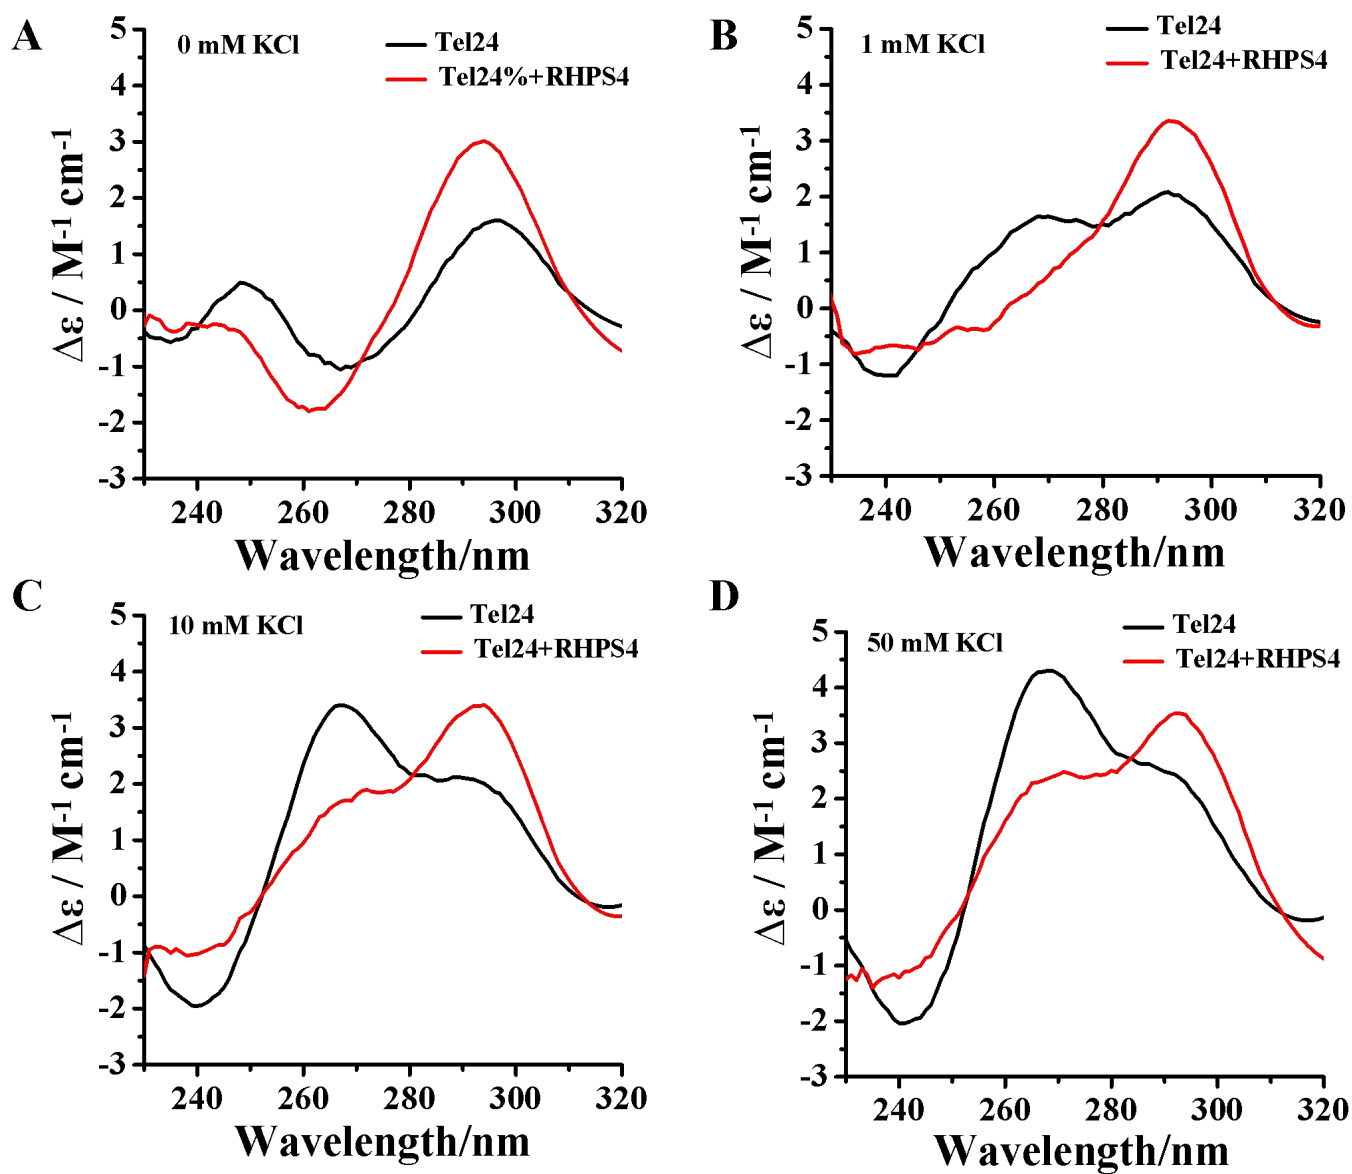 A
0 mM KCl
Tel24
Tel24%+RHPS4
5
4
3
2
1
0
-1
-2
-3
Δε / M⁻¹ cm⁻¹
240 260 280 300 320
Wavelength/nm
B
1 mM KCl
Tel24
Tel24+RHPS4
5
4
3
2
1
0
-1
-2
-3
Δε / M⁻¹ cm⁻¹
240 260 280 300 320
Wavelength/nm
C
10 mM KCl
Tel24
Tel24+RHPS4
5
4
3
2
1
0
-1
-2
-3
Δε / M⁻¹ cm⁻¹
240 260 280 300 320
Wavelength/nm
D
50 mM KCl
Tel24
Tel24+RHPS4
5
4
3
2
1
0
-1
-2
-3
Δε / M⁻¹ cm⁻¹
240 260 280 300 320
Wavelength/nm